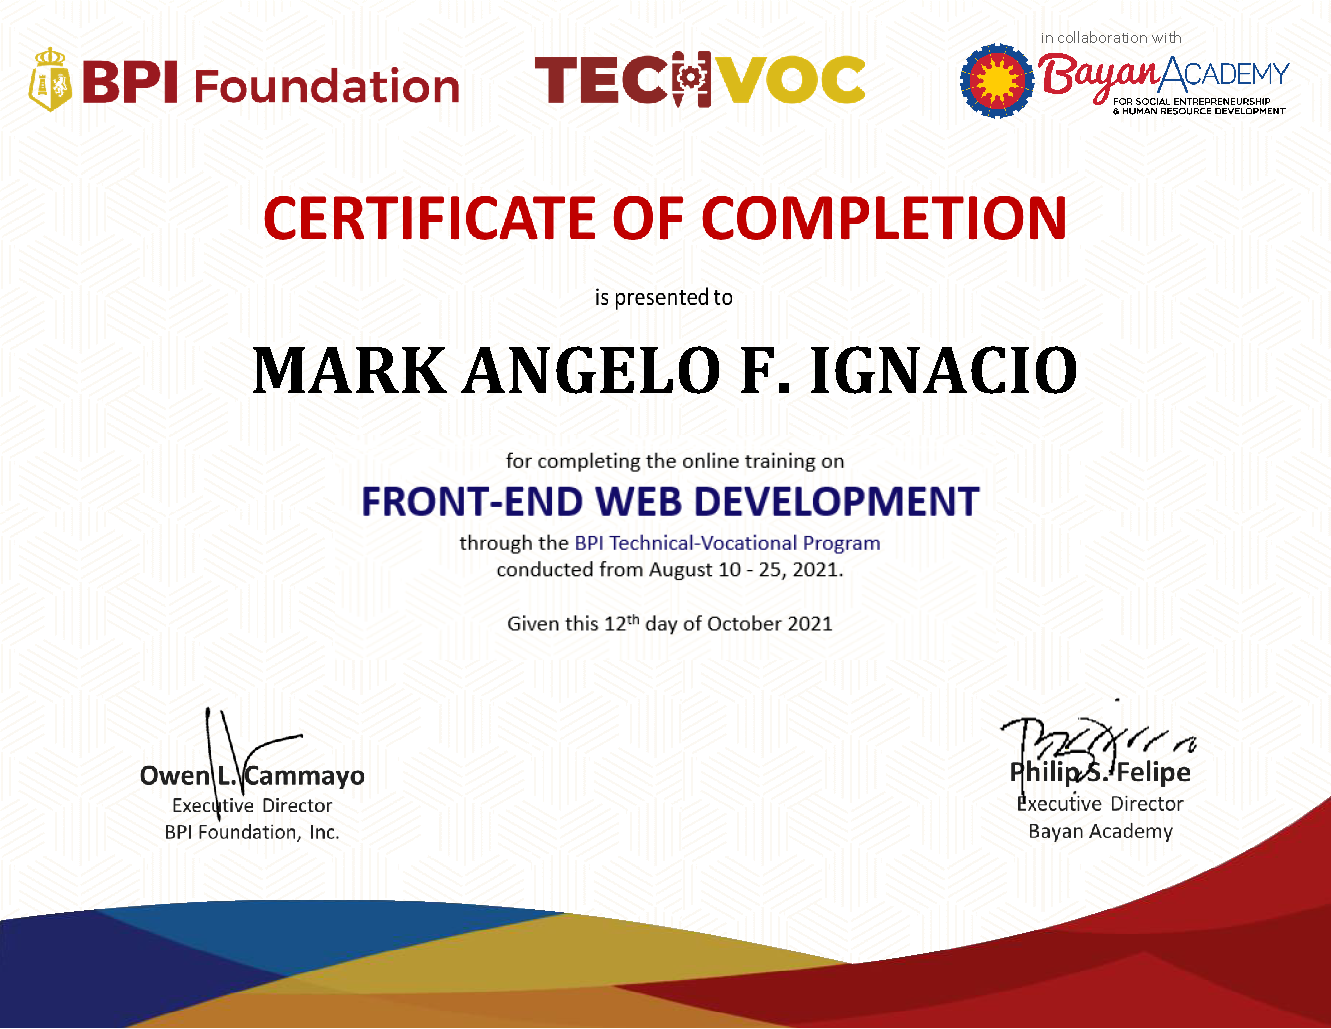 BPI Foundation
TECHVOC
in collaboration with
Bayan ACADEMY
FOR SOCIAL ENTREPRENEURSHIP
& HUMAN RESOURCE DEVELOPMENT
CERTIFICATE OF COMPLETION
is presented to
MARK ANGELO F. IGNACIO
for completing the online training on
FRONT-END WEB DEVELOPMENT
through the BPI Technical-Vocational Program
conducted from August 10 - 25, 2021.
Given this 12th day of October 2021
Owen L. Cammayo
Executive Director
BPI Foundation, Inc.
Philip S. Felipe
Executive Director
Bayan Academy